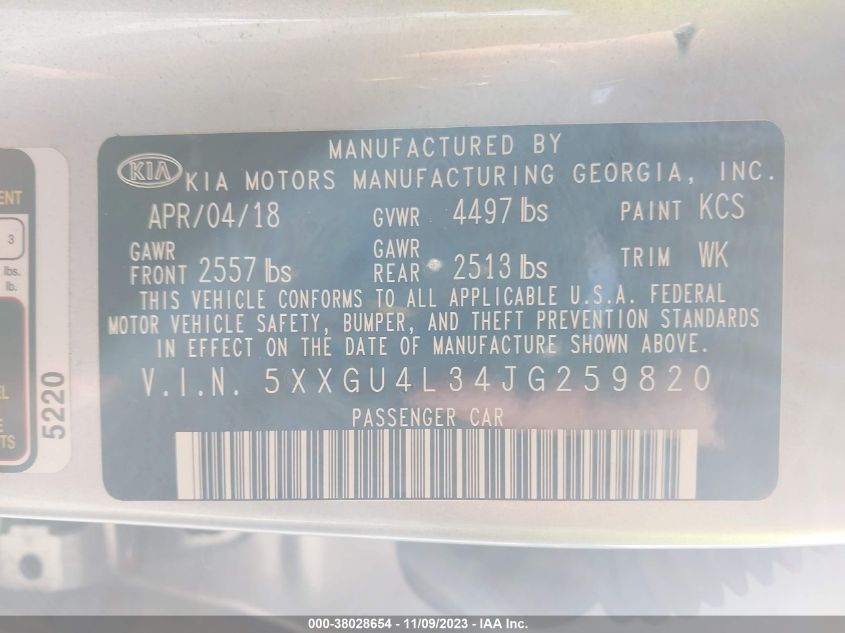 MANUFACTURED BY
KIA
KIA MOTORS MANUFACTURING GEORGIA, INC.
APR/04/18 GVWR 4497 lbs PAINT KCS
GAWR FRONT 2557 lbs GAWR REAR 2513 lbs TRIM WK
THIS VEHICLE CONFORMS TO ALL APPLICABLE U.S.A. FEDERAL
MOTOR VEHICLE SAFETY, BUMPER, AND THEFT PREVENTION STANDARDS
IN EFFECT ON THE DATE OF MANUFACTURE SHOWN ABOVE.
V.I.N. 5XXGU4L34JG259820
PASSENGER CAR
3
lbs.
lb.
5220
000-38028654 - 11/09/2023 - IAA Inc.